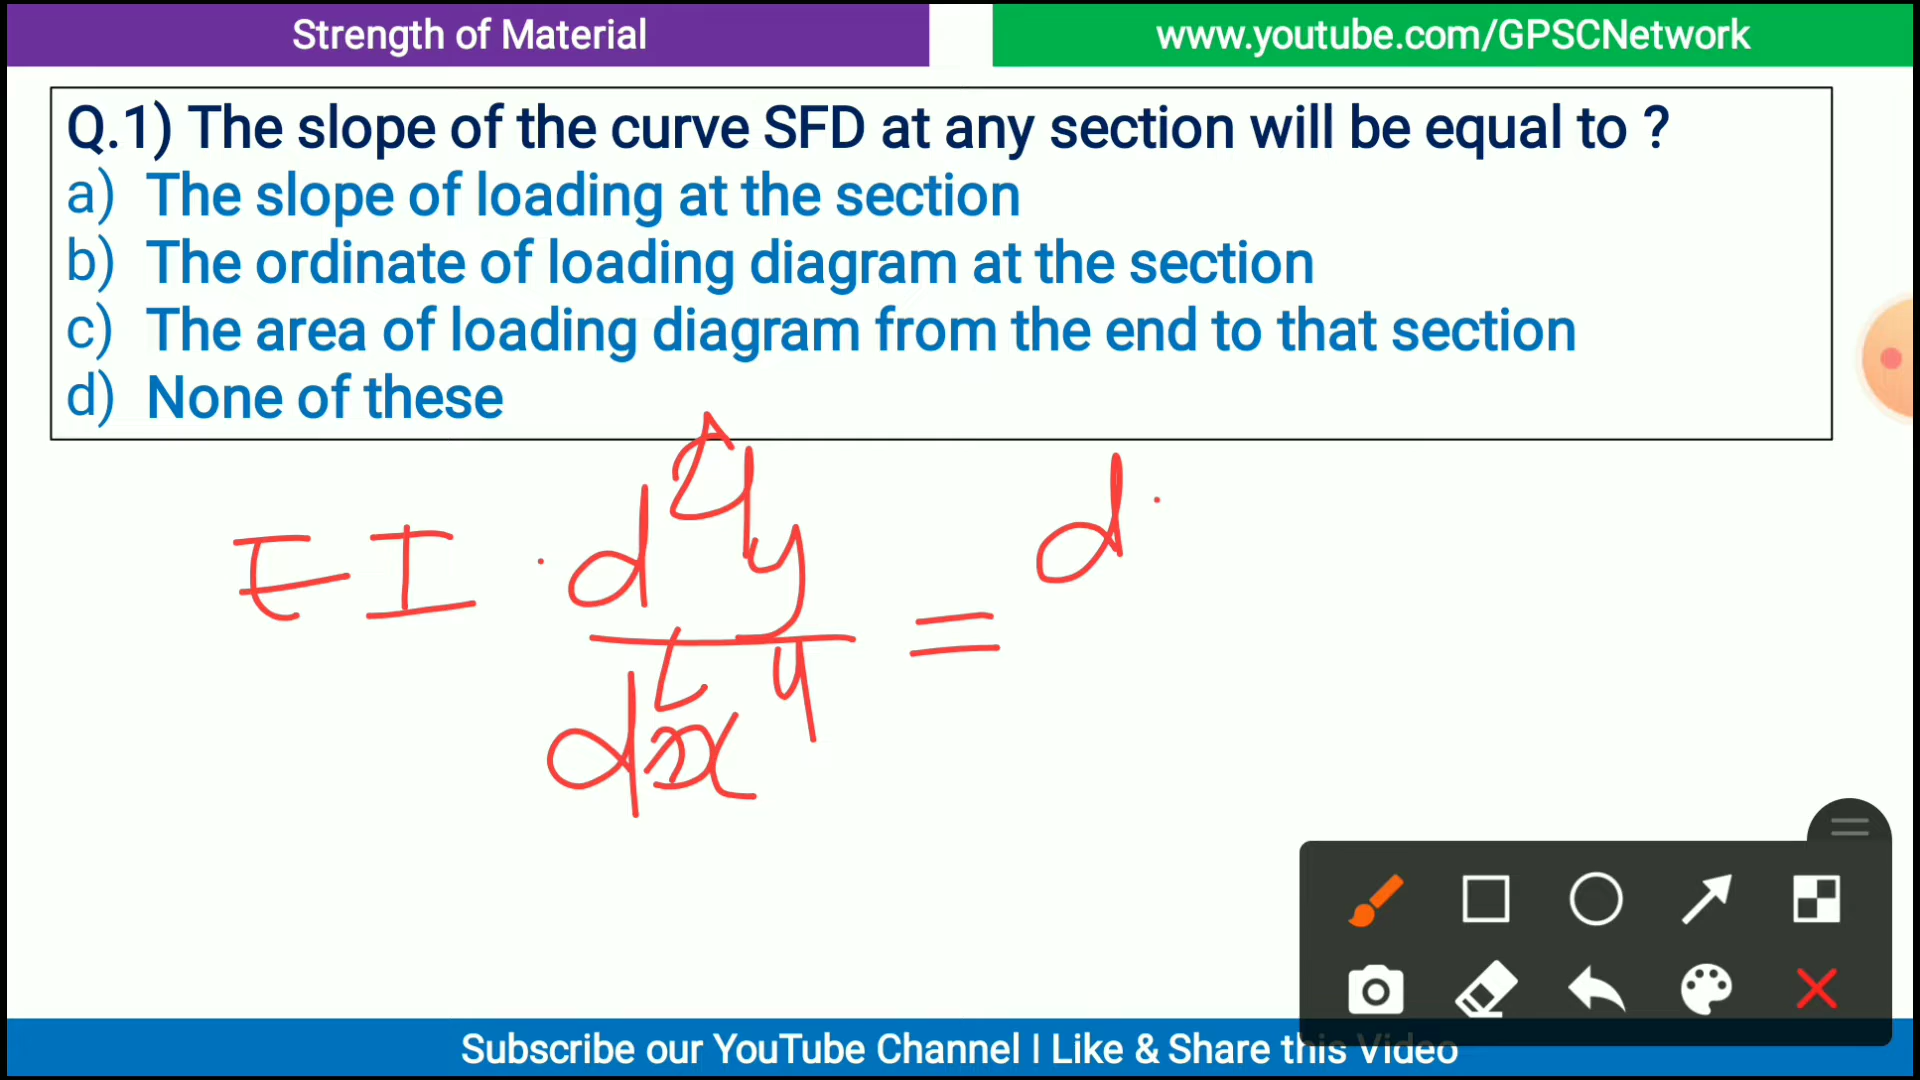 Strength of Material
www.youtube.com/GPSCNetwork
Q.1) The slope of the curve SFD at any section will be equal to ?
a) The slope of loading at the section
b) The ordinate of loading diagram at the section
c) The area of loading diagram from the end to that section
d) None of these
EI . d⁴y = d
dx⁴
Subscribe our YouTube Channel | Like & Share this Video